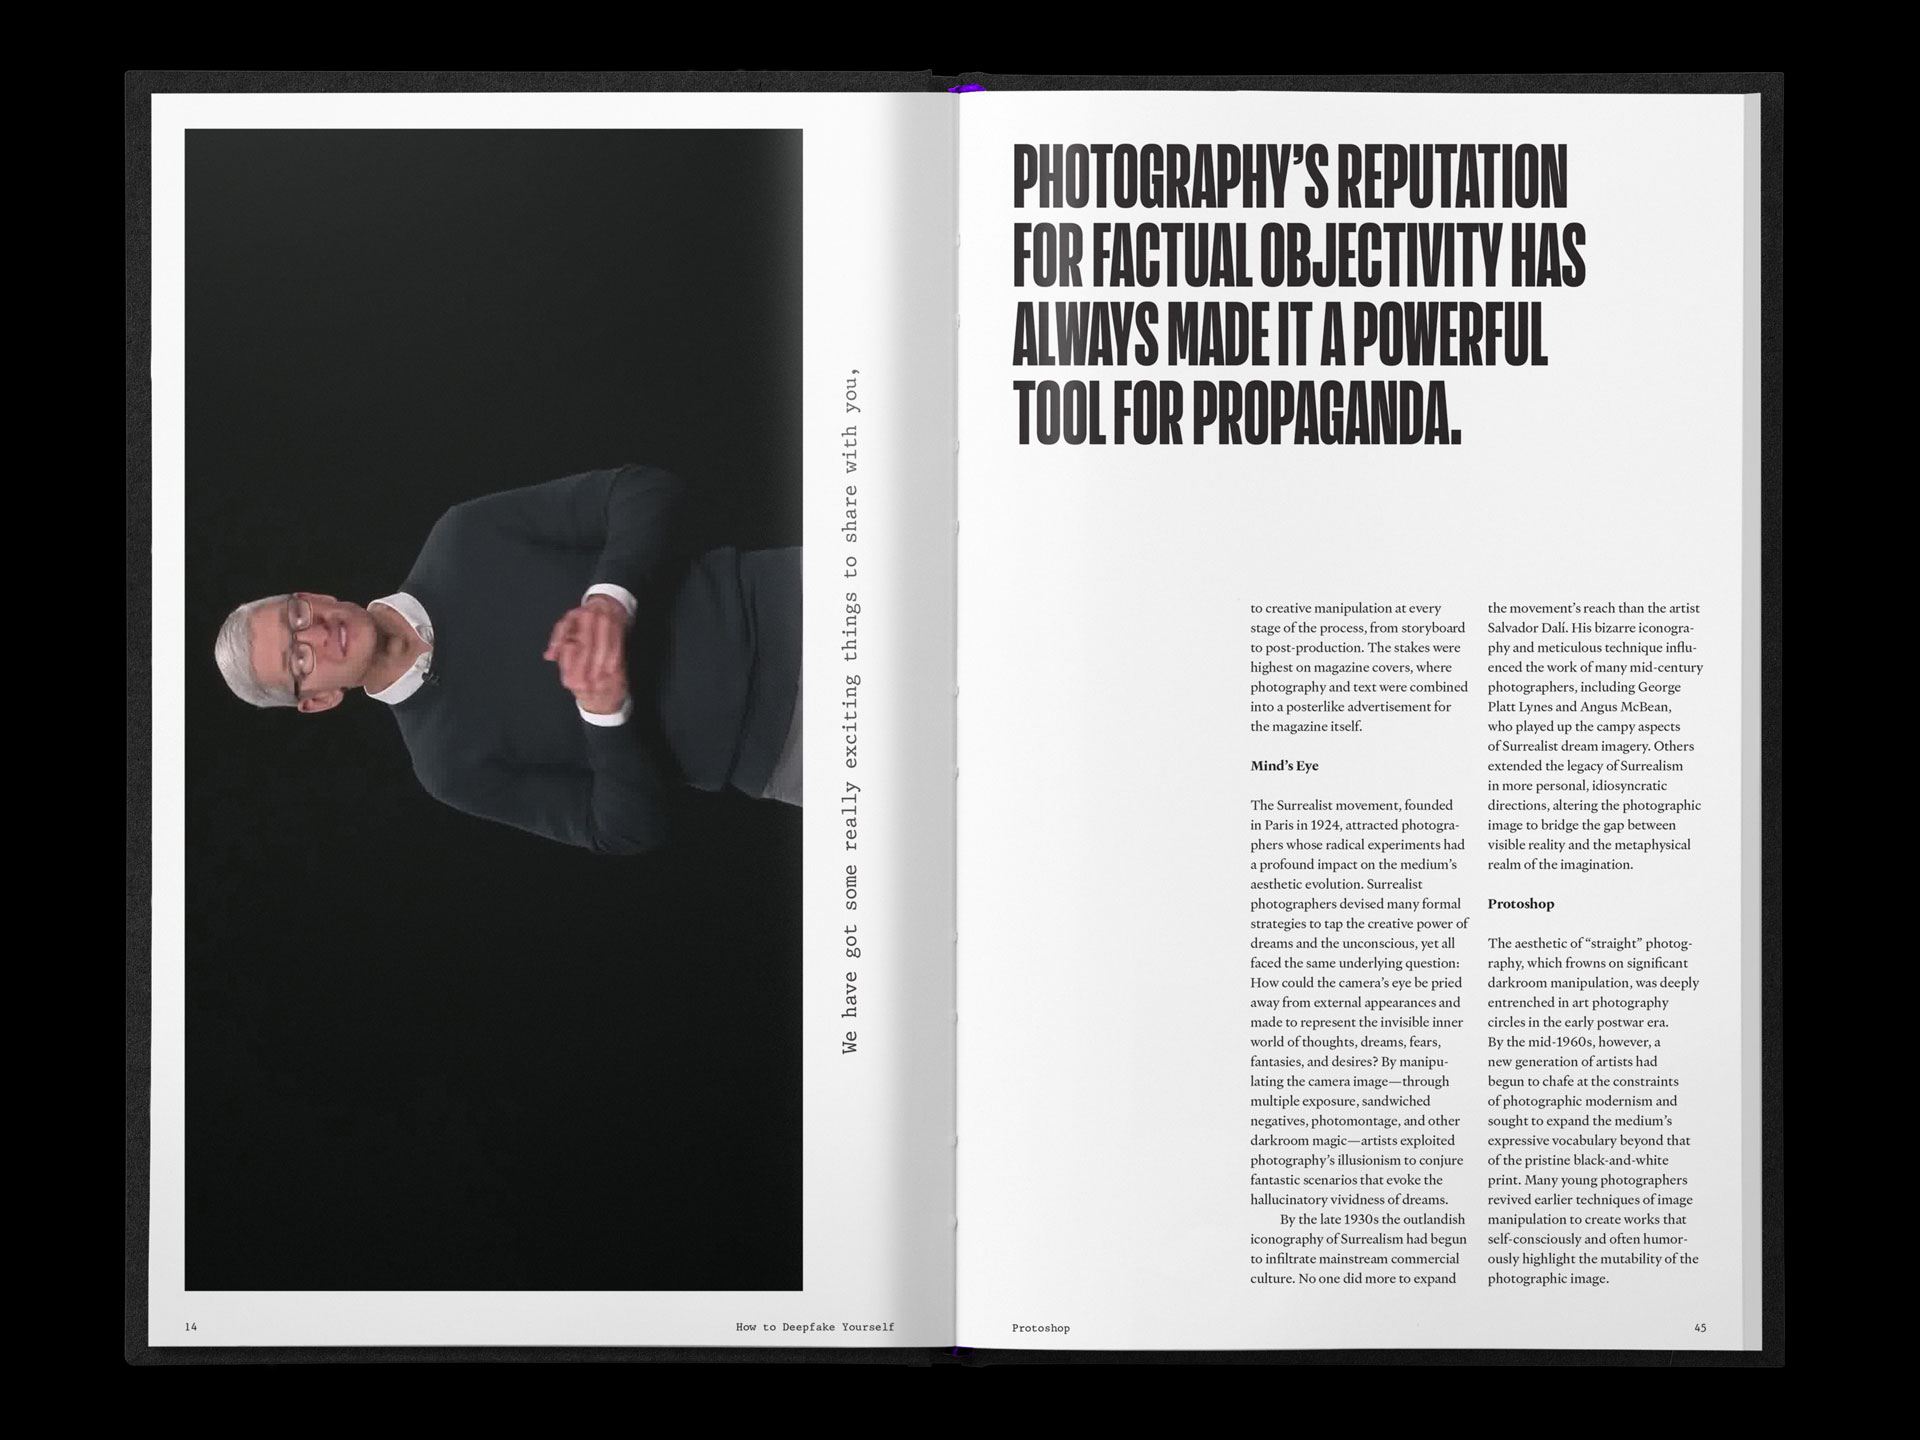 We have got some really exciting things to share with you,
14
How to Deepfake Yourself
PHOTOGRAPHY’S REPUTATION
FOR FACTUAL OBJECTIVITY HAS
ALWAYS MADE IT A POWERFUL
TOOL FOR PROPAGANDA.
to creative manipulation at every
stage of the process, from storyboard
to post-production. The stakes were
highest on magazine covers, where
photography and text were combined
into a posterlike advertisement for
the magazine itself.
Mind’s Eye
The Surrealist movement, founded
in Paris in 1924, attracted photogra-
phers whose radical experiments had
a profound impact on the medium’s
aesthetic evolution. Surrealist
photographers devised many formal
strategies to tap the creative power of
dreams and the unconscious, yet all
faced the same underlying question:
How could the camera’s eye be pried
away from external appearances and
made to represent the invisible inner
world of thoughts, dreams, fears,
fantasies, and desires? By manipu-
lating the camera image—through
multiple exposure, sandwiched
negatives, photomontage, and other
darkroom magic—artists exploited
photography’s illusionism to conjure
fantastic scenarios that evoke the
hallucinatory vividness of dreams.
By the late 1930s the outlandish
iconography of Surrealism had begun
to infiltrate mainstream commercial
culture. No one did more to expand
the movement’s reach than the artist
Salvador Dalí. His bizarre iconogra-
phy and meticulous technique influ-
enced the work of many mid-century
photographers, including George
Platt Lynes and Angus McBean,
who played up the campy aspects
of Surrealist dream imagery. Others
extended the legacy of Surrealism
in more personal, idiosyncratic
directions, altering the photographic
image to bridge the gap between
visible reality and the metaphysical
realm of the imagination.
Protoshop
The aesthetic of “straight” photog-
raphy, which frowns on significant
darkroom manipulation, was deeply
entrenched in art photography
circles in the early postwar era.
By the mid-1960s, however, a
new generation of artists had
begun to chafe at the constraints
of photographic modernism and
sought to expand the medium’s
expressive vocabulary beyond that
of the pristine black-and-white
print. Many young photographers
revived earlier techniques of image
manipulation to create works that
self-consciously and often humor-
ously highlight the mutability of the
photographic image.
Protoshop
45